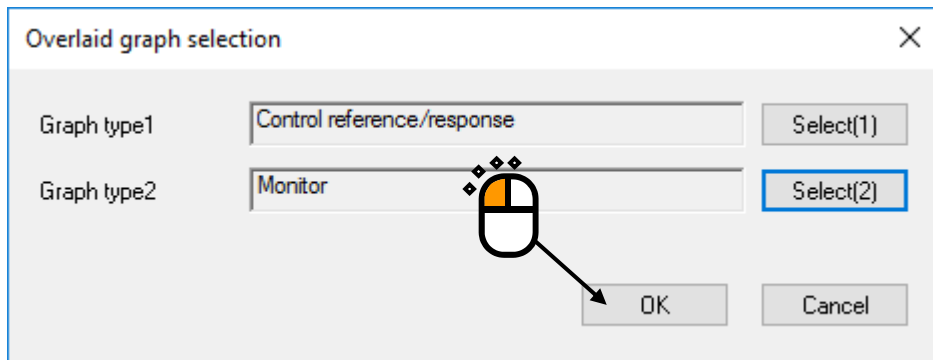 Overlaid graph selection
Graph type1 Control reference/response Select(1)
Graph type2 Monitor Select(2)
OK Cancel